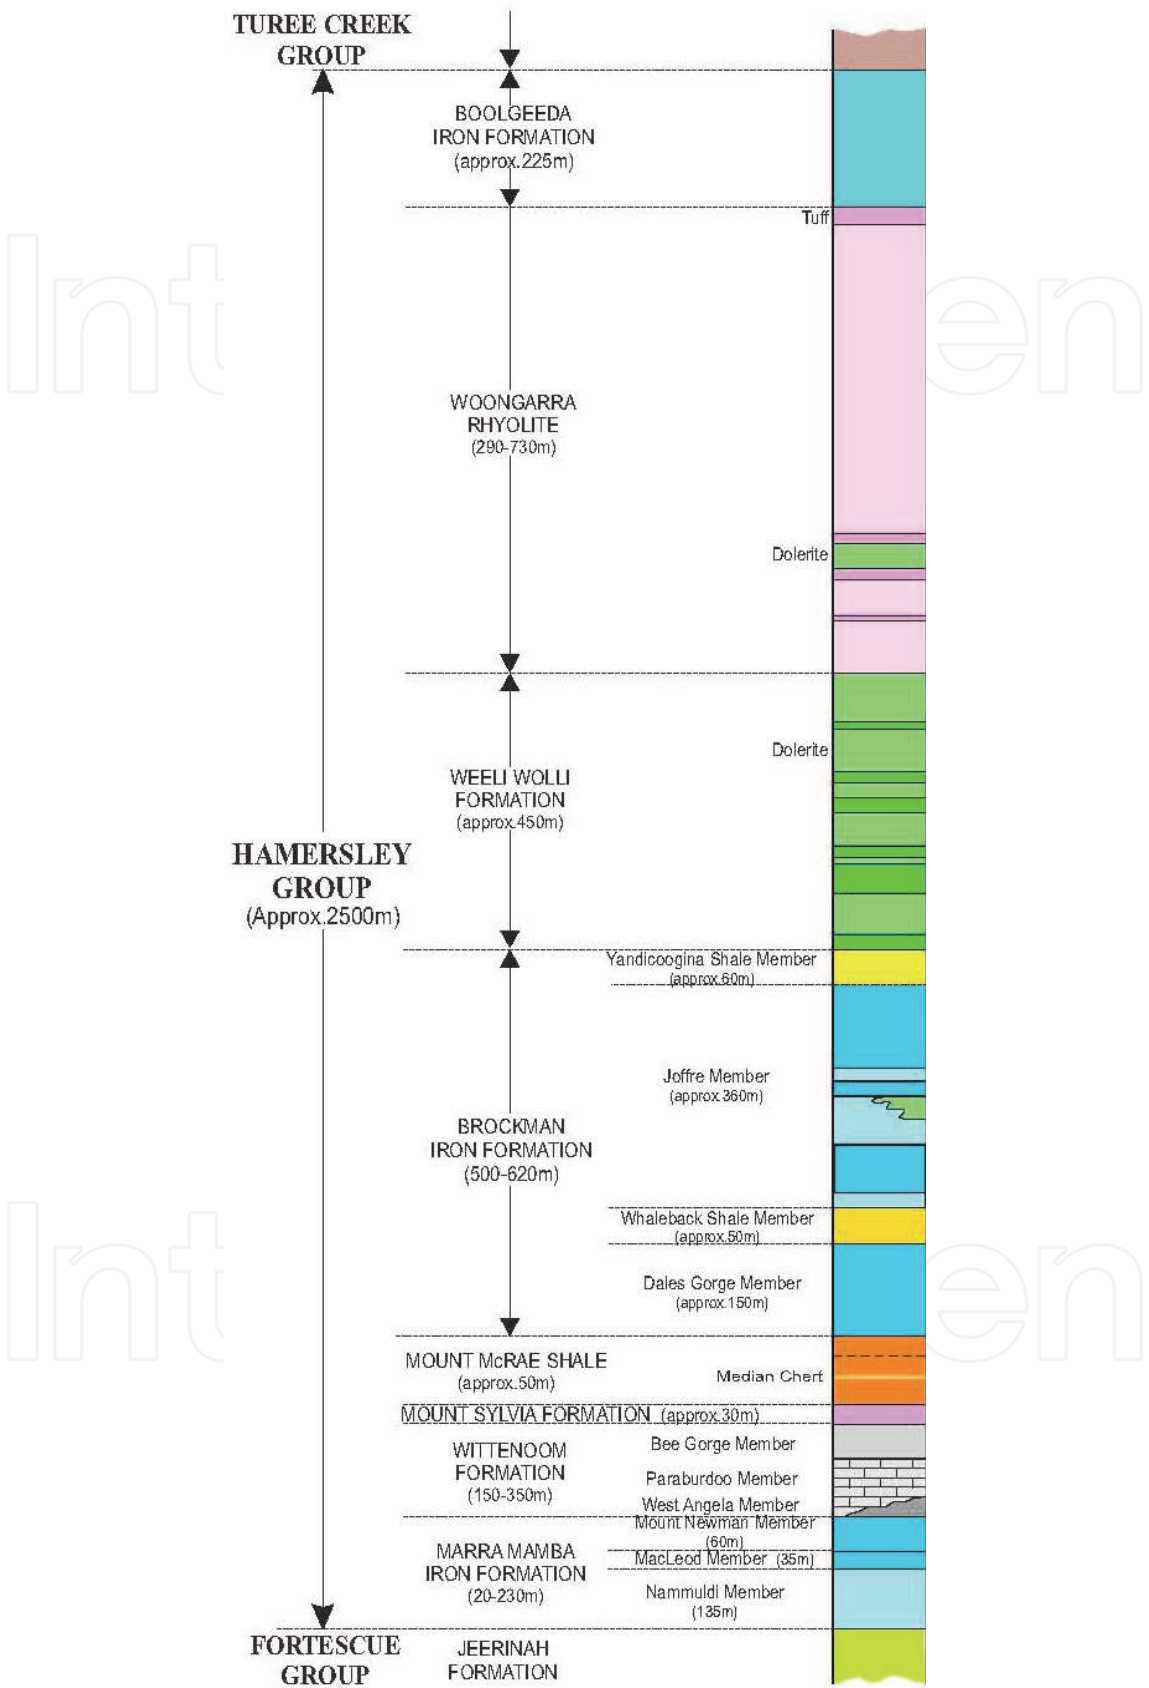 TUREE CREEK
GROUP
BOOLGEEDA
IRON FORMATION
(approx.225m)
Tuff
WOONGARRA
RHYOLITE
(290-730m)
Dolerite
Dolerite
WEELI WOLLI
FORMATION
(approx.450m)
HAMERSLEY
GROUP
(Approx.2500m)
Yandicoogina Shale Member
(approx.60m)
Joffre Member
(approx.360m)
BROCKMAN
IRON FORMATION
(500-620m)
Whaleback Shale Member
(approx.50m)
Dales Gorge Member
(approx.150m)
MOUNT McRAE SHALE
(approx.50m)
Median Chert
MOUNT SYLVIA FORMATION (approx.30m)
Bee Gorge Member
WITTENOOM
FORMATION
(150-350m)
Paraburdoo Member
West Angela Member
Mount Newman Member
(60m)
MARRA MAMBA
IRON FORMATION
(20-230m)
MacLeod Member (35m)
Nammuldi Member
(135m)
FORTESCUE
GROUP
JEERINAH
FORMATION
Int
en
Int
en